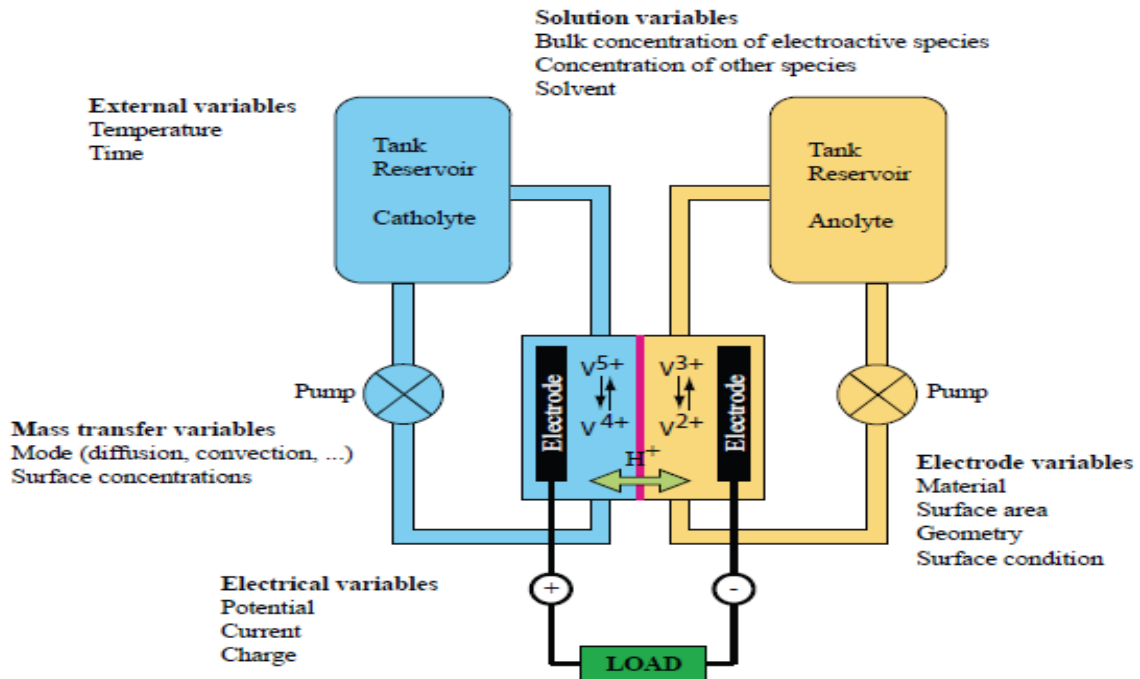 Solution variables
Bulk concentration of electroactive species
Concentration of other species
Solvent
External variables
Temperature
Time
Tank
Reservoir
Catholyte
Tank
Reservoir
Anolyte
Pump
Electrode
V5+
V4+
V3+
V2+
H+
Electrode
Pump
Mass transfer variables
Mode (diffusion, convection, ...)
Surface concentrations
Electrode variables
Material
Surface area
Geometry
Surface condition
Electrical variables
Potential
Current
Charge
+
-
LOAD